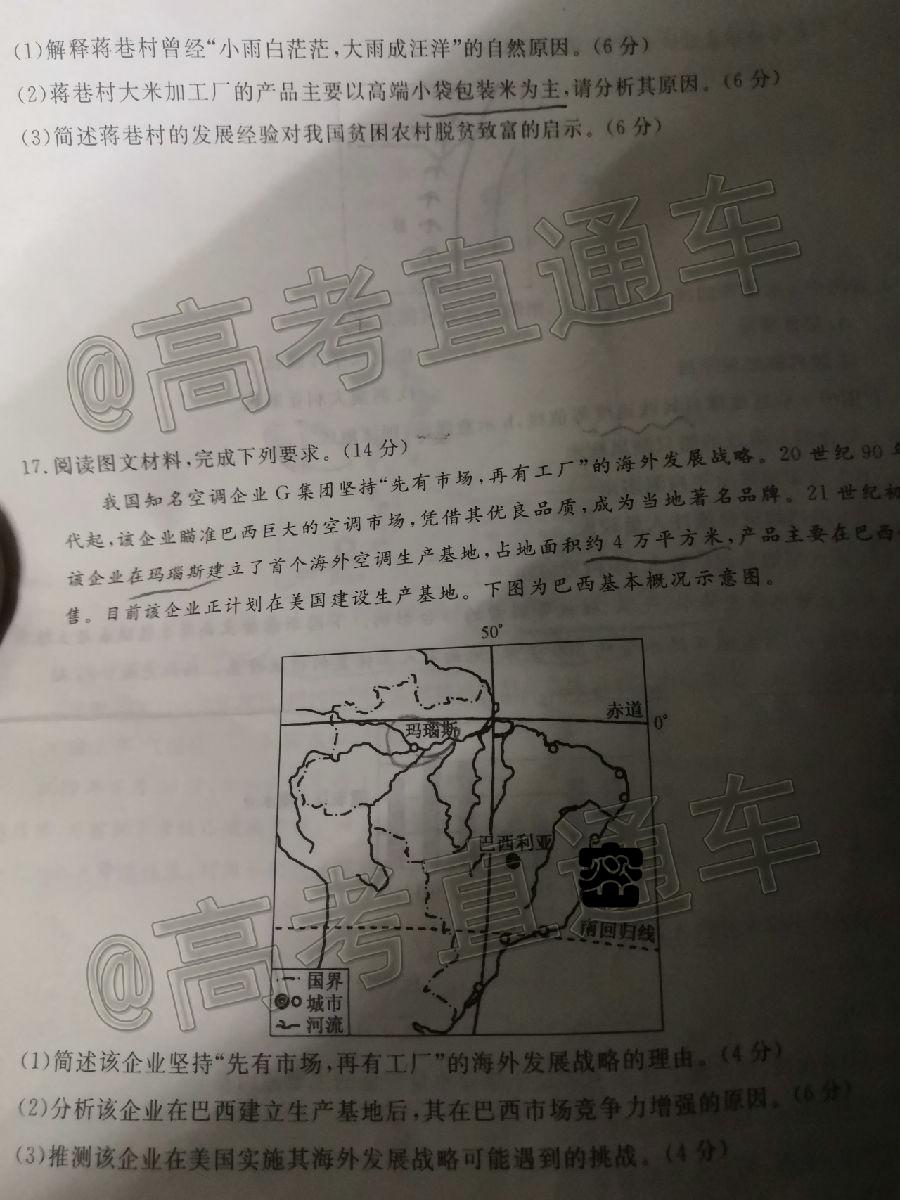 (1)解释蒋巷村曾经“小雨白茫茫,大雨成汪洋”的自然原因。(6分)
(2)蒋巷村大米加工厂的产品主要以高端小袋包装米为主,请分析其原因。(6分)
(3)简述蒋巷村的发展经验对我国贫困农村脱贫致富的启示。(6分)
@高考直通车
17.阅读图文材料,完成下列要求。(14分)
我国知名空调企业G集团坚持“先有市场,再有工厂”的海外发展战略。20世纪90年
代起,该企业瞄准巴西巨大的空调市场,凭借其优良品质,成为当地著名品牌。21世纪初
该企业在玛瑙斯建立了首个海外空调生产基地,占地面积约4万平方米,产品主要在巴西
售。目前该企业正计划在美国建设生产基地。下图为巴西基本概况示意图。
50°
赤道
0°
玛瑙斯
巴西利亚
南回归线
国界
城市
河流
@高考直通车
(1)简述该企业坚持“先有市场,再有工厂”的海外发展战略的理由。(4分)
(2)分析该企业在巴西建立生产基地后,其在巴西市场竞争力增强的原因。(6分)
(3)推测该企业在美国实施其海外发展战略可能遇到的挑战。(4分)